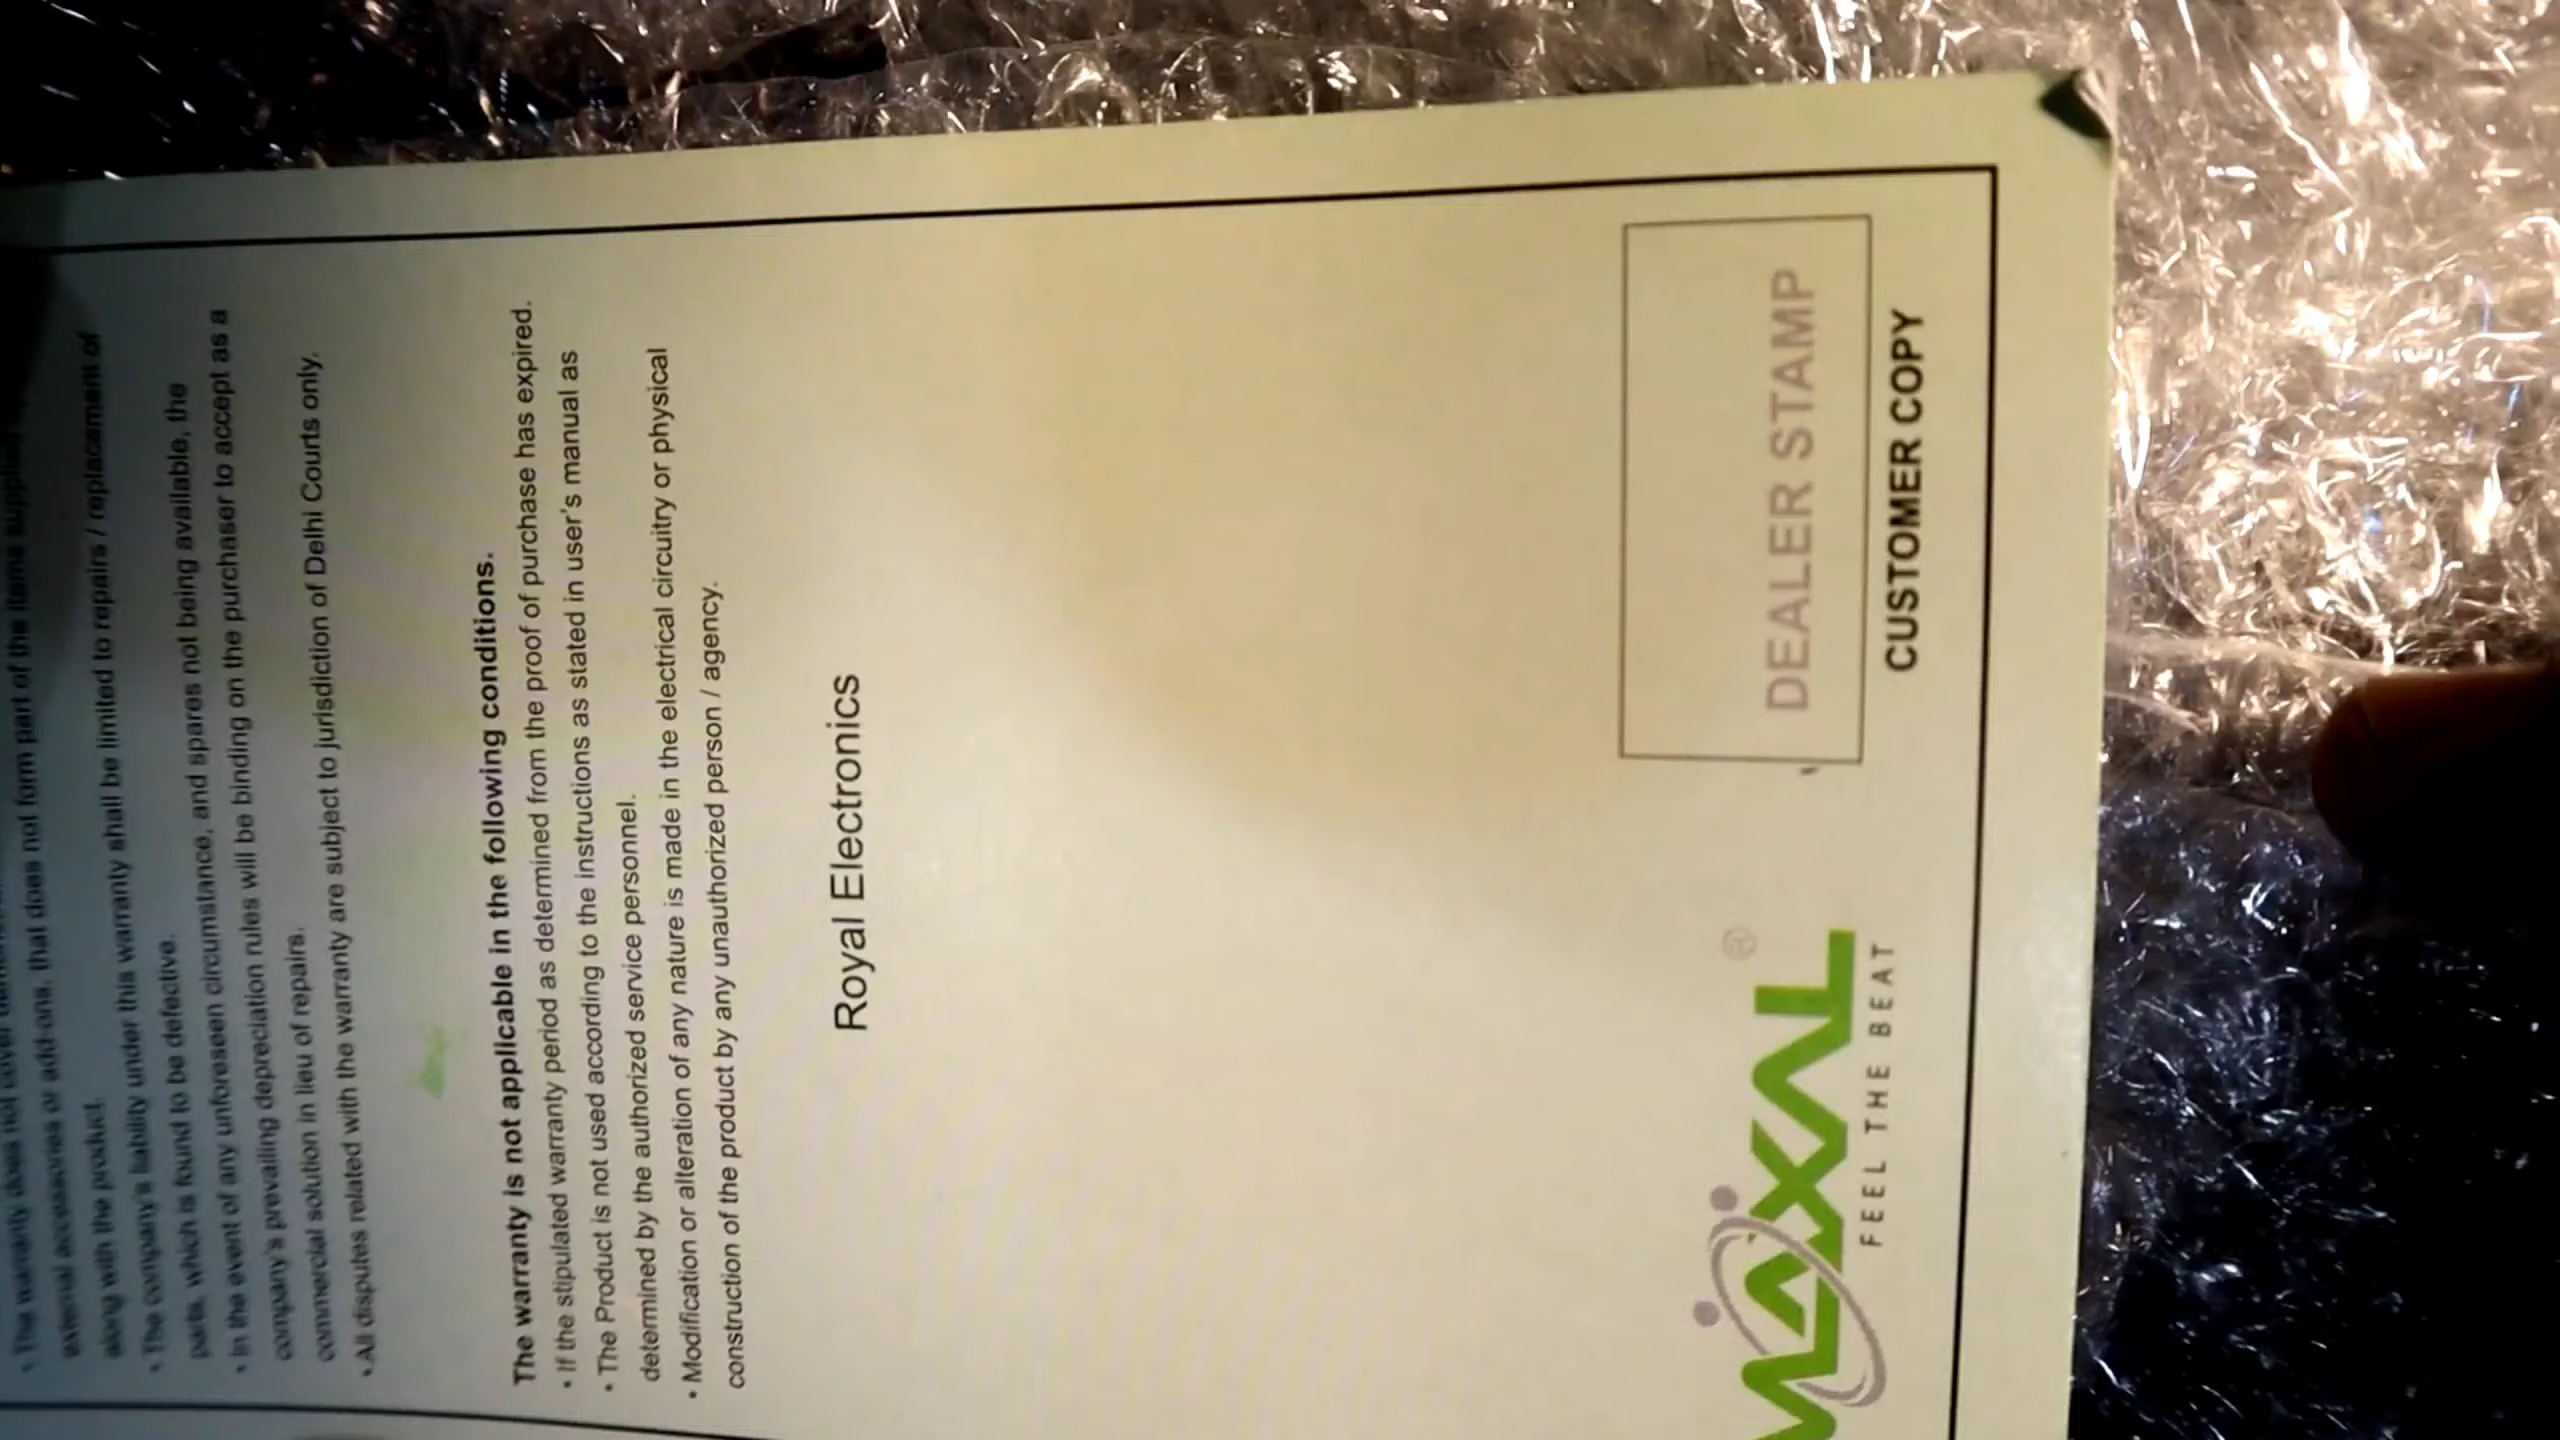 • The warranty does not cover
external accessories or add-ons, that does not form part of the items supplied
along with the product.
• The company's liability under this warranty shall be limited to repairs / replacement of
parts, which is found to be defective.
• In the event of any unforeseen circumstance, and spares not being available, the
company's prevailing depreciation rules will be binding on the purchaser to accept as a
commercial solution in lieu of repairs.
• All disputes related with the warranty are subject to jurisdiction of Delhi Courts only.
The warranty is not applicable in the following conditions.
• If the stipulated warranty period as determined from the proof of purchase has expired.
• The Product is not used according to the instructions as stated in user's manual as
determined by the authorized service personnel.
• Modification or alteration of any nature is made in the electrical circuitry or physical
construction of the product by any unauthorized person / agency.
Royal Electronics
MAXAL®
FEEL THE BEAT
DEALER STAMP
CUSTOMER COPY